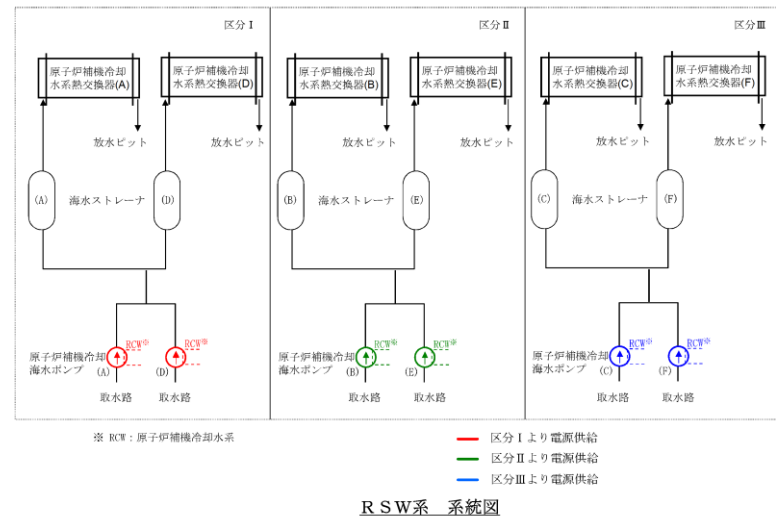 区分Ⅰ
原子炉補機冷却
水系熱交換器(A)
原子炉補機冷却
水系熱交換器(D)
放水ピット
放水ピット
(A)
海水ストレーナ
(D)
原子炉補機冷却
海水ポンプ
(A)
RCW※
(D)
RCW※
取水路
取水路
区分Ⅱ
原子炉補機冷却
水系熱交換器(B)
原子炉補機冷却
水系熱交換器(E)
放水ピット
放水ピット
(B)
海水ストレーナ
(E)
原子炉補機冷却
海水ポンプ
(B)
RCW※
(E)
RCW※
取水路
取水路
区分Ⅲ
原子炉補機冷却
水系熱交換器(C)
原子炉補機冷却
水系熱交換器(F)
放水ピット
放水ピット
(C)
海水ストレーナ
(F)
原子炉補機冷却
海水ポンプ
(C)
RCW※
(F)
RCW※
取水路
取水路
※ RCW：原子炉補機冷却水系
区分Ⅰより電源供給
区分Ⅱより電源供給
区分Ⅲより電源供給
ＲＳＷ系　系統図